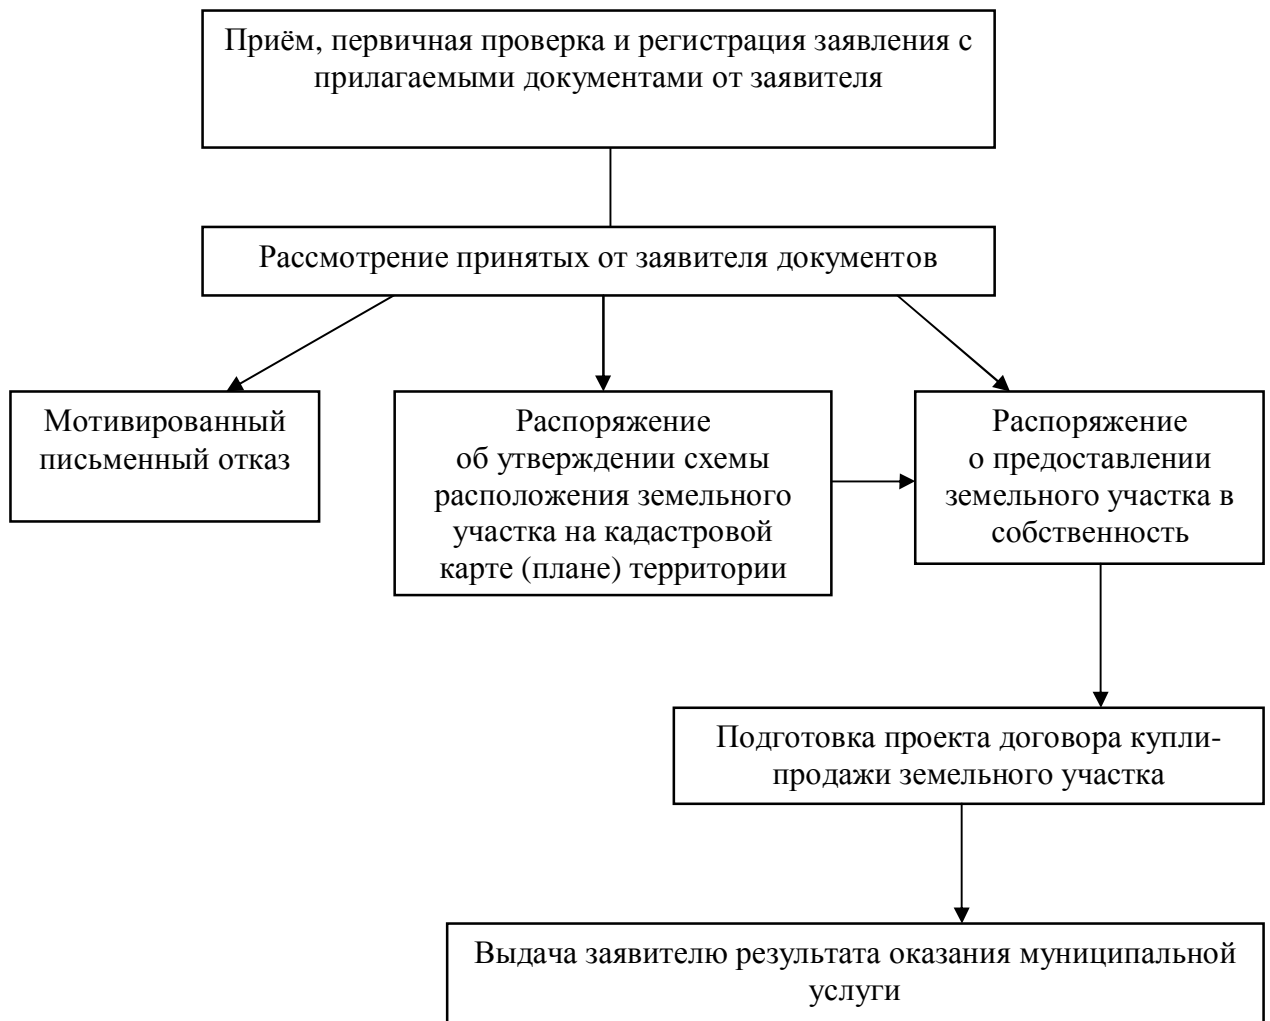 Приём, первичная проверка и регистрация заявления с
прилагаемыми документами от заявителя
Рассмотрение принятых от заявителя документов
Мотивированный
письменный отказ
Распоряжение
об утверждении схемы
расположения земельного
участка на кадастровой
карте (плане) территории
Распоряжение
о предоставлении
земельного участка в
собственность
Подготовка проекта договора купли-
продажи земельного участка
Выдача заявителю результата оказания муниципальной
услуги